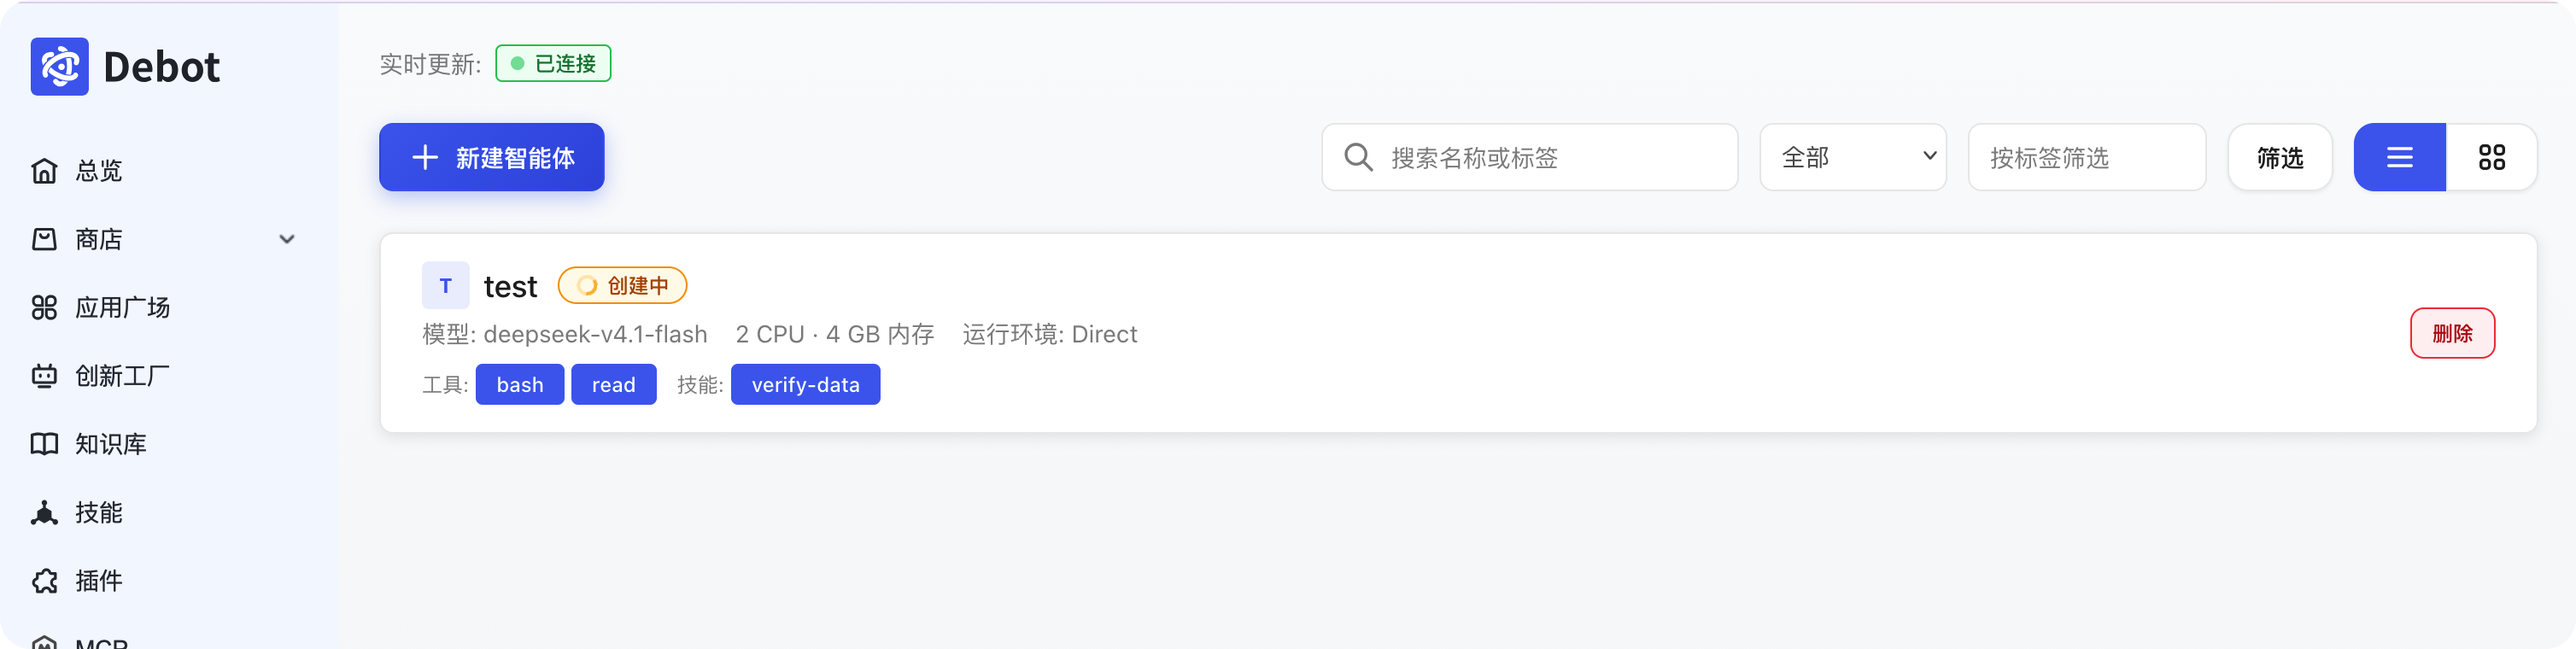 Debot
总览
商店
应用广场
创新工厂
知识库
技能
插件
MCP
实时更新: 已连接
新建智能体
搜索名称或标签
全部
按标签筛选
筛选
T test 创建中
模型: deepseek-v4.1-flash 2 CPU · 4 GB 内存 运行环境: Direct
工具: bash read 技能: verify-data
删除